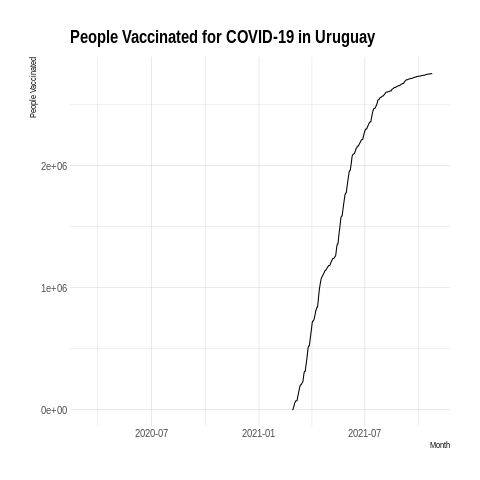 People Vaccinated for COVID-19 in Uruguay
People Vaccinated
2e+06
1e+06
0e+00
2020-07
2021-01
2021-07
Month